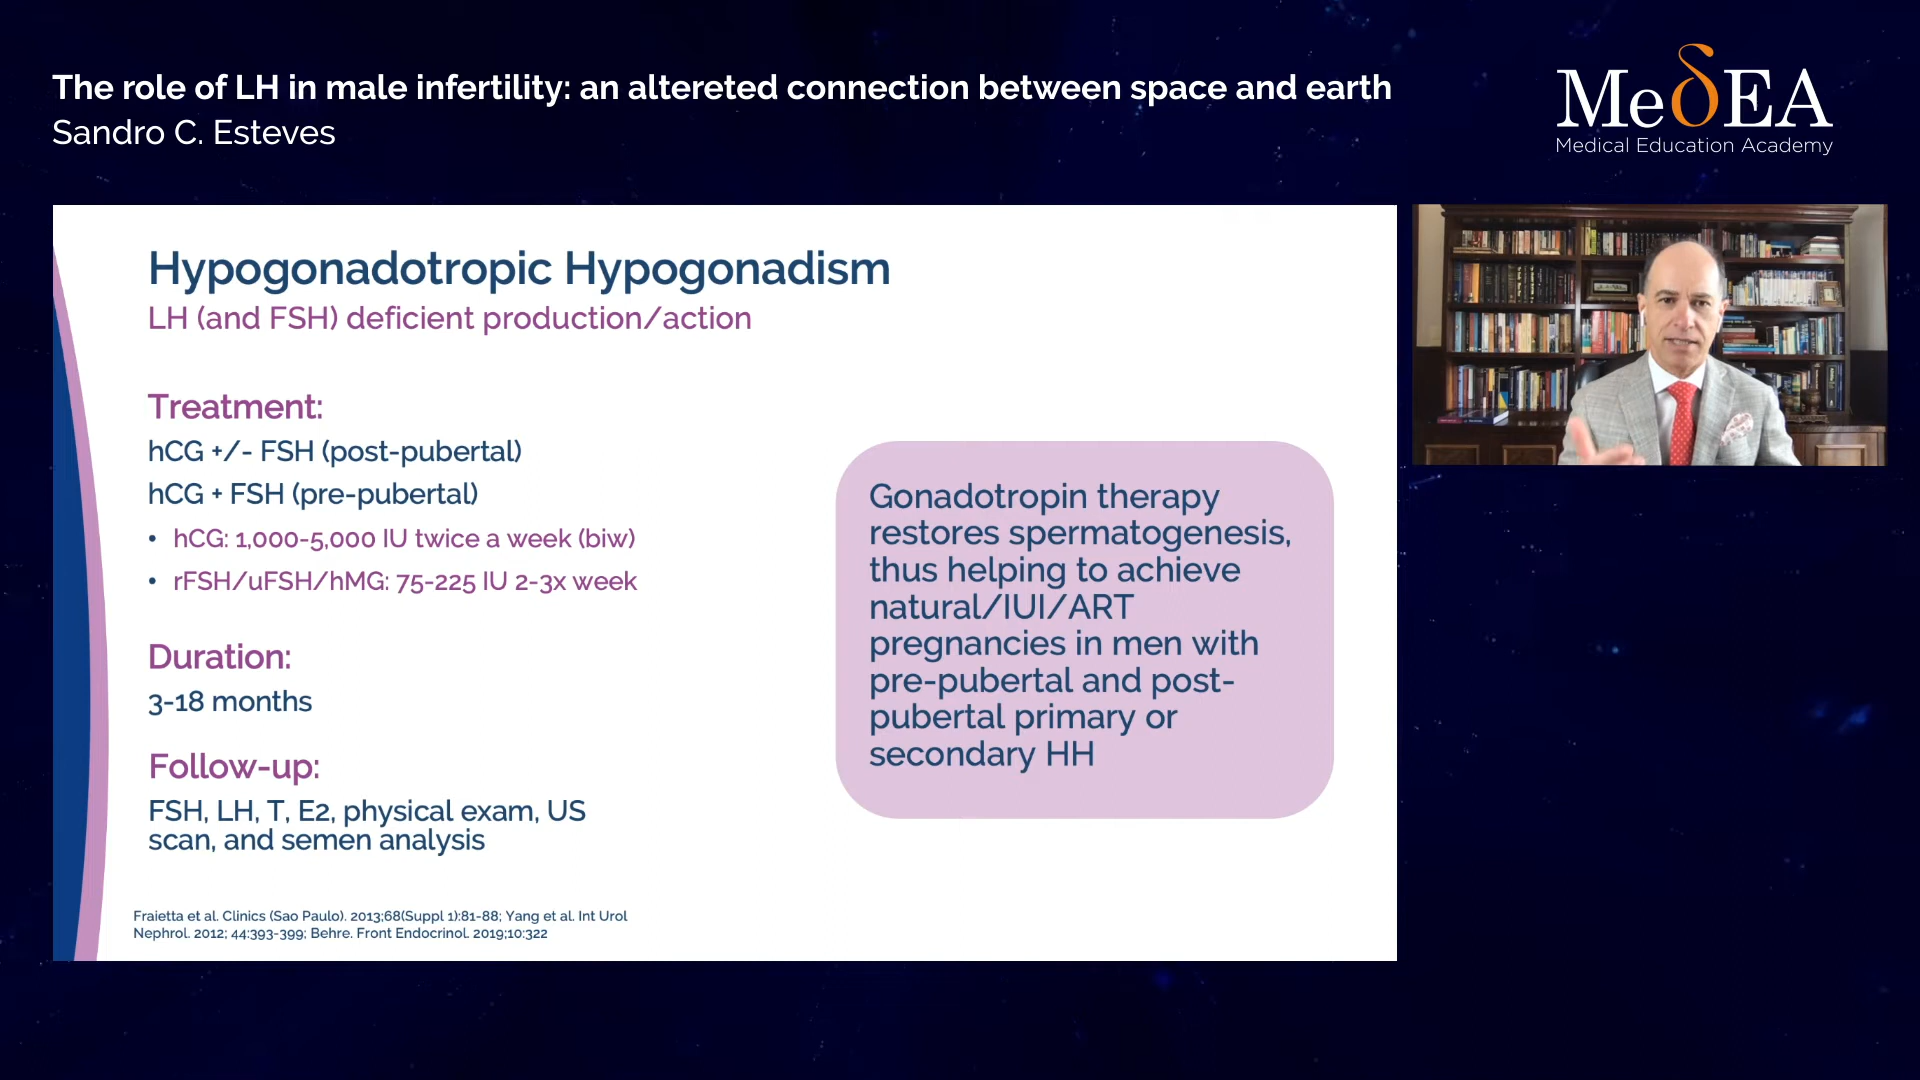 The role of LH in male infertility: an altereted connection between space and earth
Sandro C. Esteves
MeδEA
Medical Education Academy
Hypogonadotropic Hypogonadism
LH (and FSH) deficient production/action
Treatment:
hCG +/- FSH (post-pubertal)
hCG + FSH (pre-pubertal)
• hCG: 1,000-5,000 IU twice a week (biw)
• rFSH/uFSH/hMG: 75-225 IU 2-3x week
Duration:
3-18 months
Follow-up:
FSH, LH, T, E2, physical exam, US
scan, and semen analysis
Gonadotropin therapy
restores spermatogenesis,
thus helping to achieve
natural/IUI/ART
pregnancies in men with
pre-pubertal and post-
pubertal primary or
secondary HH
Fraietta et al. Clinics (Sao Paulo). 2013;68(Suppl 1):81-88; Yang et al. Int Urol
Nephrol. 2012; 44:393-399; Behre. Front Endocrinol. 2019;10:322